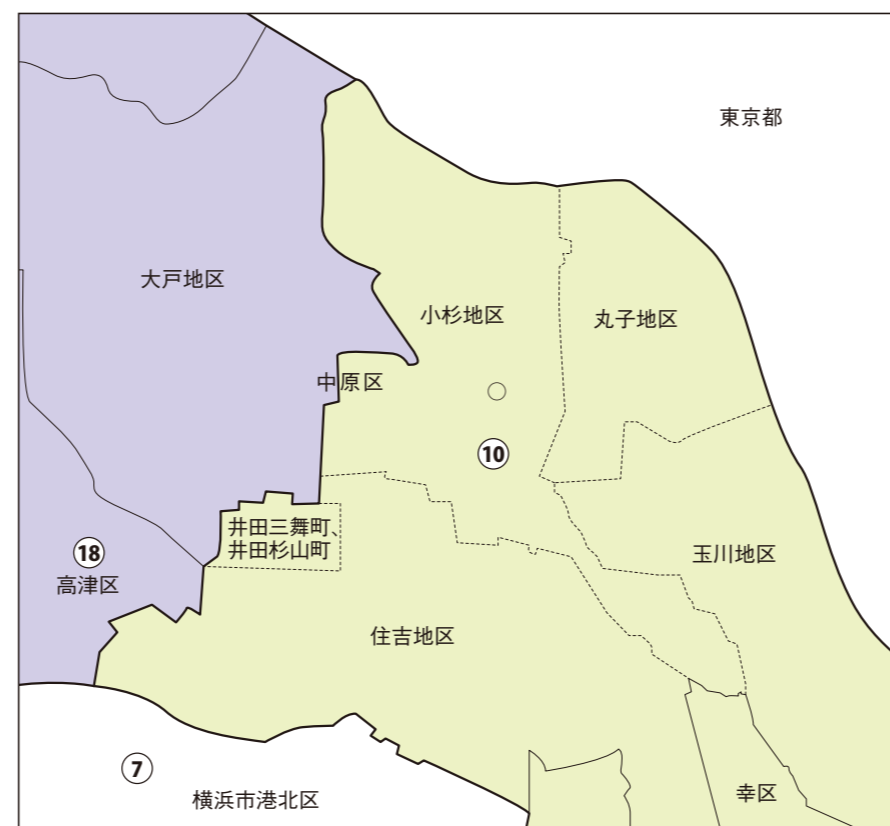 東京都
大戸地区
小杉地区
丸子地区
中原区
10
井田三舞町、
井田杉山町
18
高津区
玉川地区
住吉地区
7
横浜市港北区
幸区